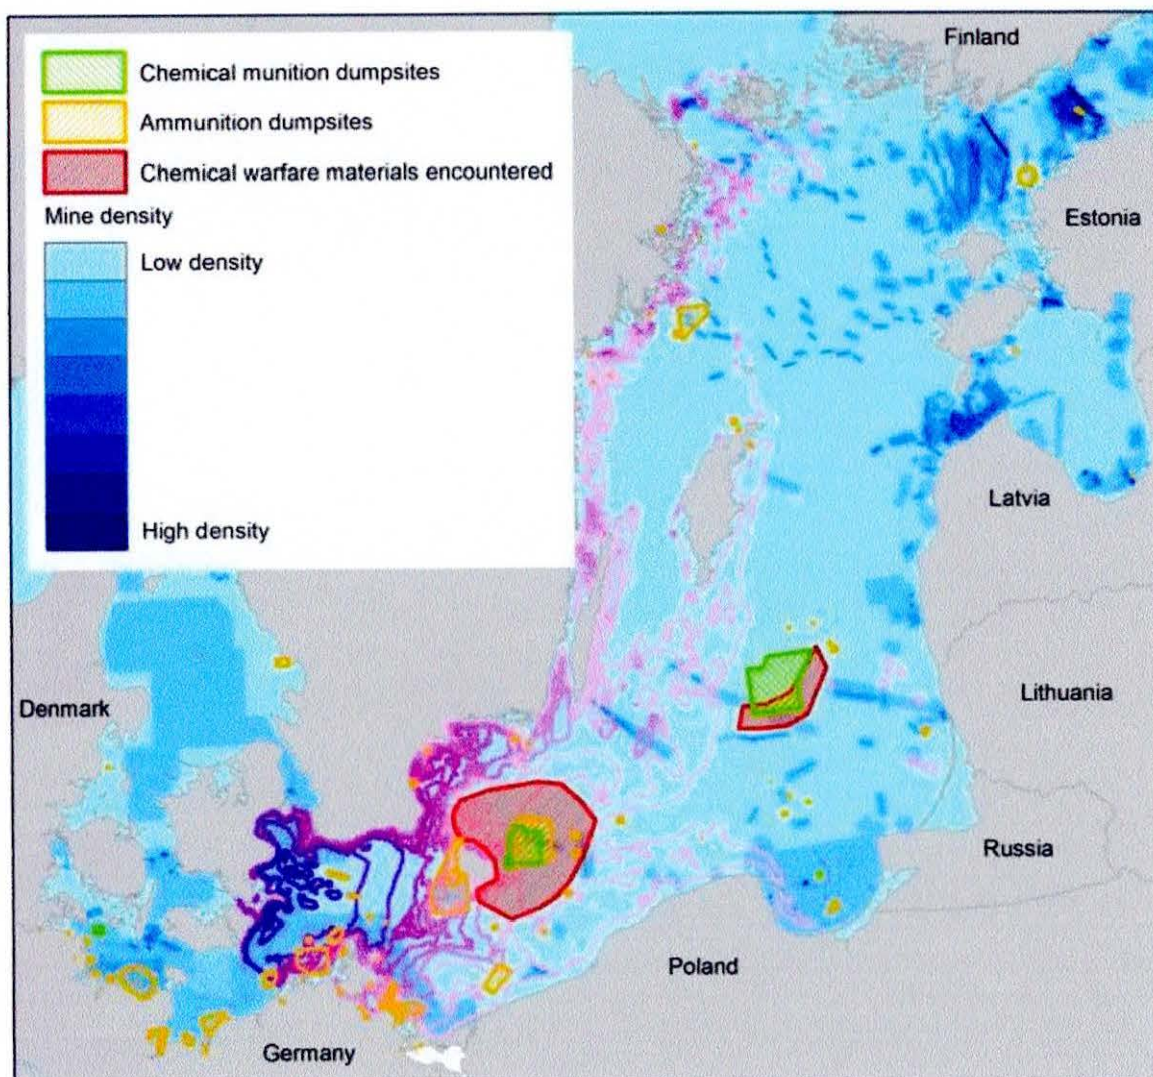 Finland
Chemical munition dumpsites
Ammunition dumpsites
Chemical warfare materials encountered
Mine density
Low density
Estonia
Latvia
High density
Lithuania
Denmark
Russia
Poland
Germany